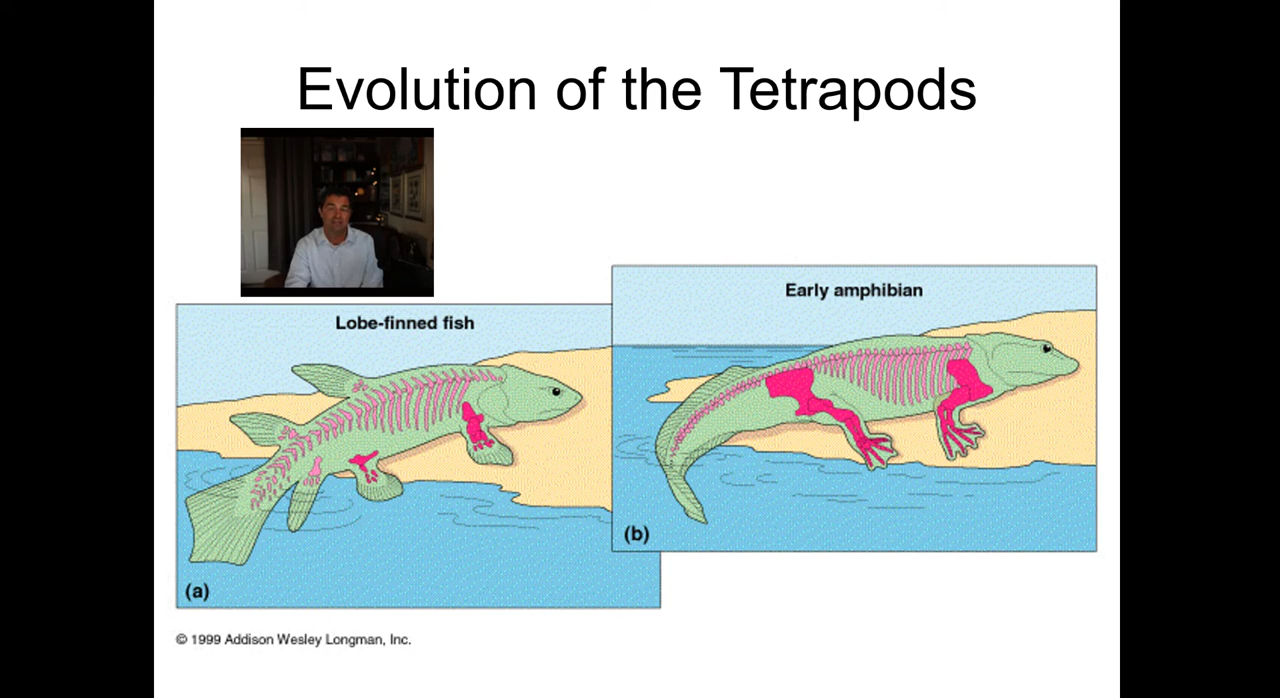 Evolution of the Tetrapods
Lobe-finned fish
Early amphibian
(a)
(b)
© 1999 Addison Wesley Longman, Inc.